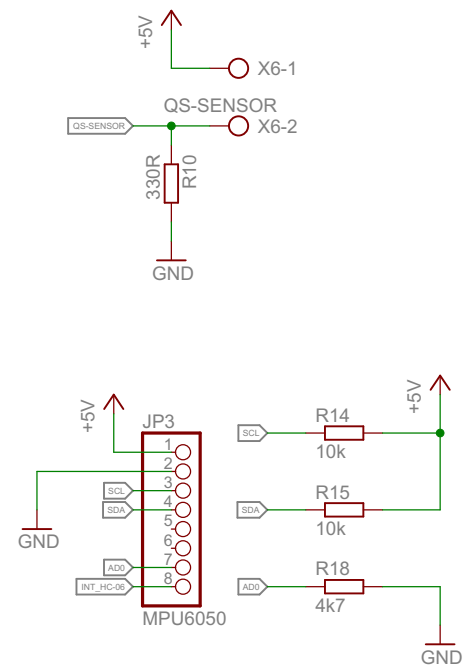 +5V
X6-1
QS-SENSOR
QS-SENSOR
X6-2
330R
R10
GND
+5V
+5V
JP3
1
2
3
4
5
6
7
8
SCL
SDA
GND
AD0
INT_HC-06
MPU6050
SCL
R14
10k
SDA
R15
10k
AD0
R18
4k7
GND